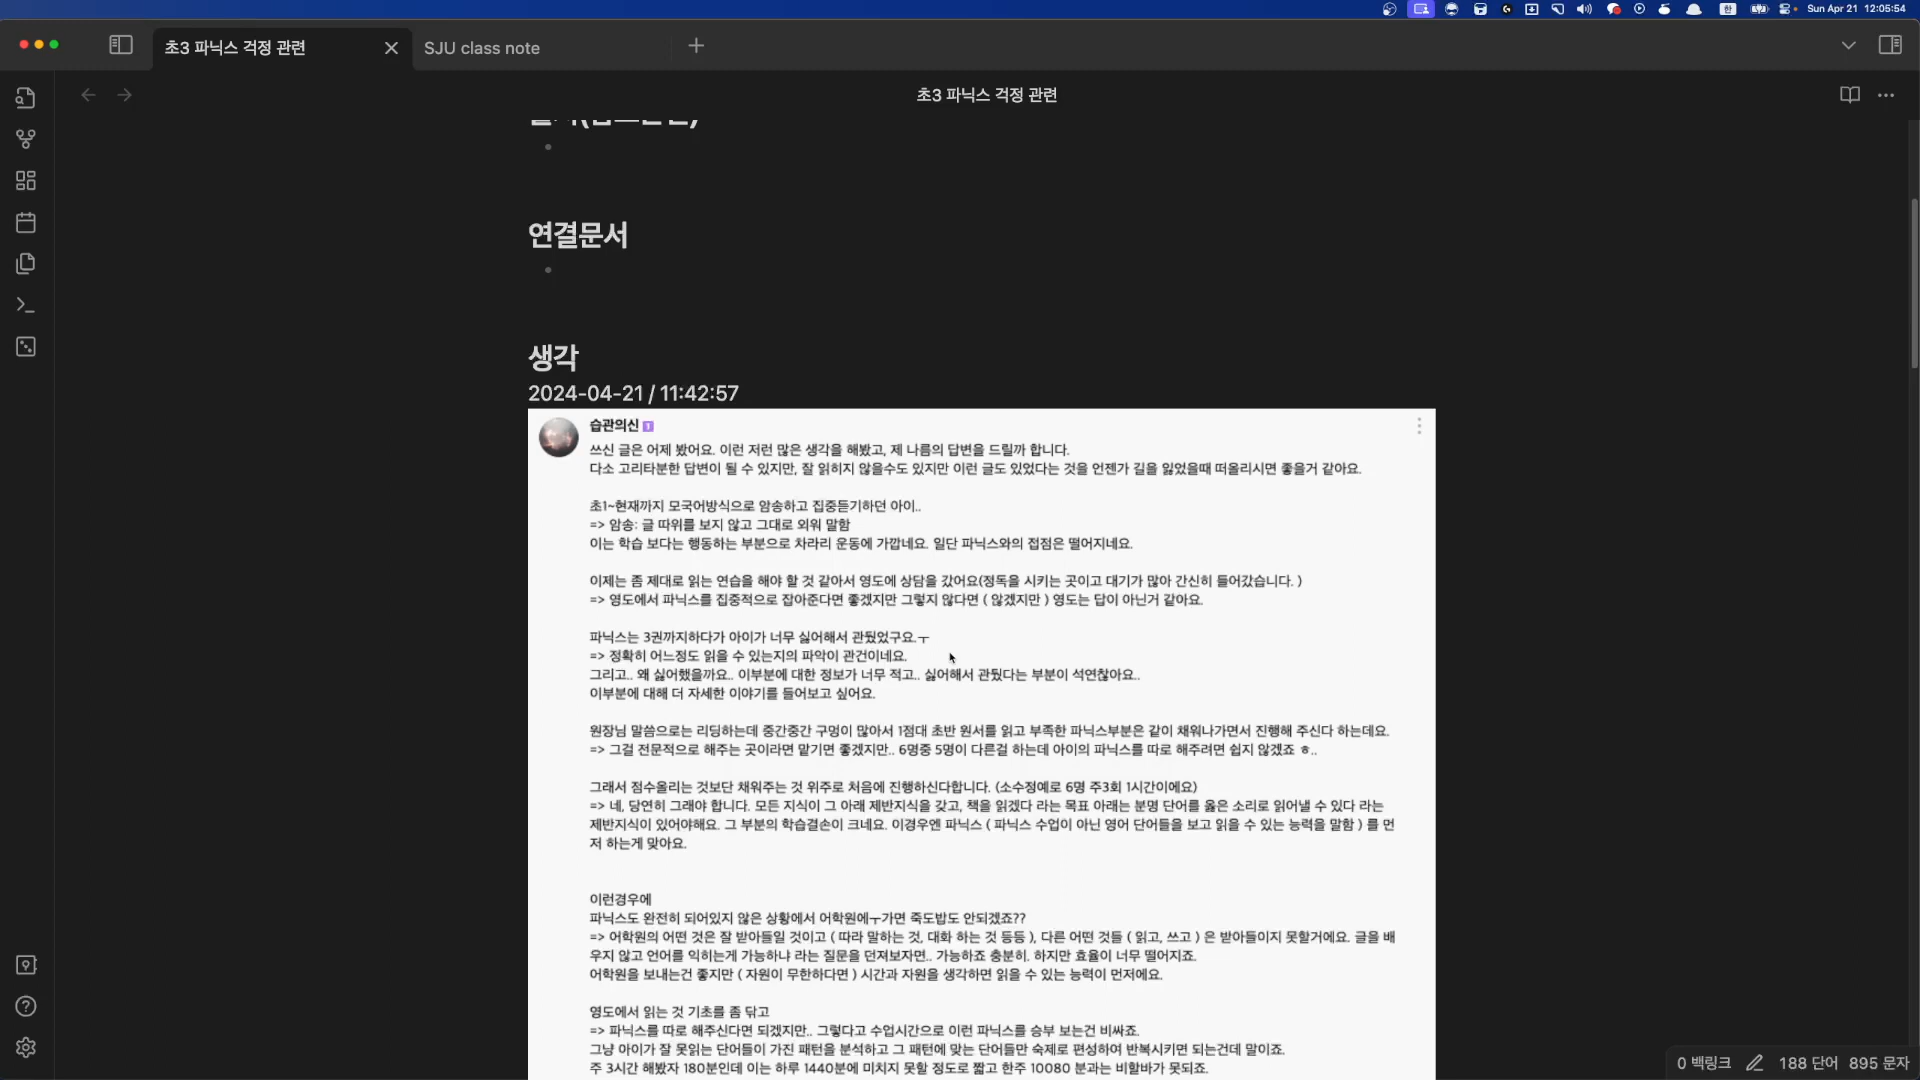 Sun Apr 21 12:05:54
초3 파닉스 걱정 관련
SJU class note
초3 파닉스 걱정 관련
연결문서
생각
2024-04-21 / 11:42:57
습관의신
쓰신 글은 어제 봤어요. 이런 저런 많은 생각을 해봤고, 제 나름의 답변을 드릴까 합니다.
다소 고리타분한 답변이 될 수 있지만, 잘 읽히지 않을수도 있지만 이런 글도 있었다는 것을 언젠가 길을 잃었을때 떠올리시면 좋을거 같아요.
초1~현재까지 모국어방식으로 암송하고 집중듣기하던 아이..
=> 암송: 글 따위를 보지 않고 그대로 외워 말함
이는 학습 보다는 행동하는 부분으로 차라리 운동에 가깝네요. 일단 파닉스와의 접점은 떨어지네요.
이제는 좀 제대로 읽는 연습을 해야 할 것 같아서 영도에 상담을 갔어요(정독을 시키는 곳이고 대기가 많아 간신히 들어갔습니다. )
=> 영도에서 파닉스를 집중적으로 잡아준다면 좋겠지만 그렇지 않다면 ( 않겠지만 ) 영도는 답이 아닌거 같아요.
파닉스는 3권까지하다가 아이가 너무 싫어해서 관뒀었구요.ㅜ
=> 정확히 어느정도 읽을 수 있는지의 파악이 관건이네요.
그리고.. 왜 싫어했을까요.. 이부분에 대한 정보가 너무 적고.. 싫어해서 관뒀다는 부분이 석연찮아요..
이부분에 대해 더 자세한 이야기를 들어보고 싶어요.
원장님 말씀으로는 리딩하는데 중간중간 구멍이 많아서 1점대 초반 원서를 읽고 부족한 파닉스부분은 같이 채워나가면서 진행해 주신다 하는데요.
=> 그걸 전문적으로 해주는 곳이라면 맡기면 좋겠지만.. 6명중 5명이 다른걸 하는데 아이의 파닉스를 따로 해주려면 쉽지 않겠죠 ㅎ..
그래서 점수올리는 것보단 채워주는 것 위주로 처음에 진행하신다합니다. (소수정예로 6명 주3회 1시간이에요)
=> 네, 당연히 그래야 합니다. 모든 지식이 그 아래 제반지식을 갖고, 책을 읽겠다 라는 목표 아래는 분명 단어를 옳은 소리로 읽어낼 수 있다 라는
제반지식이 있어야해요. 그 부분의 학습결손이 크네요. 이경우엔 파닉스 ( 파닉스 수업이 아닌 영어 단어들을 보고 읽을 수 있는 능력을 말함 ) 를 먼
저 하는게 맞아요.
이런경우에
파닉스도 완전히 되어있지 않은 상황에서 어학원에ㅜ가면 죽도밥도 안되겠죠??
=> 어학원의 어떤 것은 잘 받아들일 것이고 ( 따라 말하는 것, 대화 하는 것 등등 ), 다른 어떤 것들 ( 읽고, 쓰고 ) 은 받아들이지 못할거에요. 글을 배
우지 않고 언어를 익히는게 가능하냐 라는 질문을 던져보자면.. 가능하죠 충분히. 하지만 효율이 너무 떨어지죠.
어학원을 보내는건 좋지만 ( 자원이 무한하다면 ) 시간과 자원을 생각하면 읽을 수 있는 능력이 먼저에요.
영도에서 읽는 것 기초를 좀 닦고
=> 파닉스를 따로 해주신다면 되겠지만.. 그렇다고 수업시간으로 이런 파닉스를 승부 보는건 비싸죠.
그냥 아이가 잘 못읽는 단어들이 가진 패턴을 분석하고 그 패턴에 맞는 단어들만 숙제로 편성하여 반복시키면 되는건데 말이죠.
주 3시간 해봤자 180분인데 이는 하루 1440분에 미치지 못할 정도로 짧고 한주 10080 분과는 비할바가 못되죠.
0 백링크 188 단어 895 문자